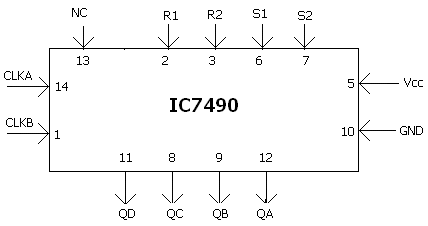 NC R1 R2 S1 S2
13 2 3 6 7
CLKA 14 5 Vcc
IC7490
CLKB 1 10 GND
11 8 9 12
QD QC QB QA